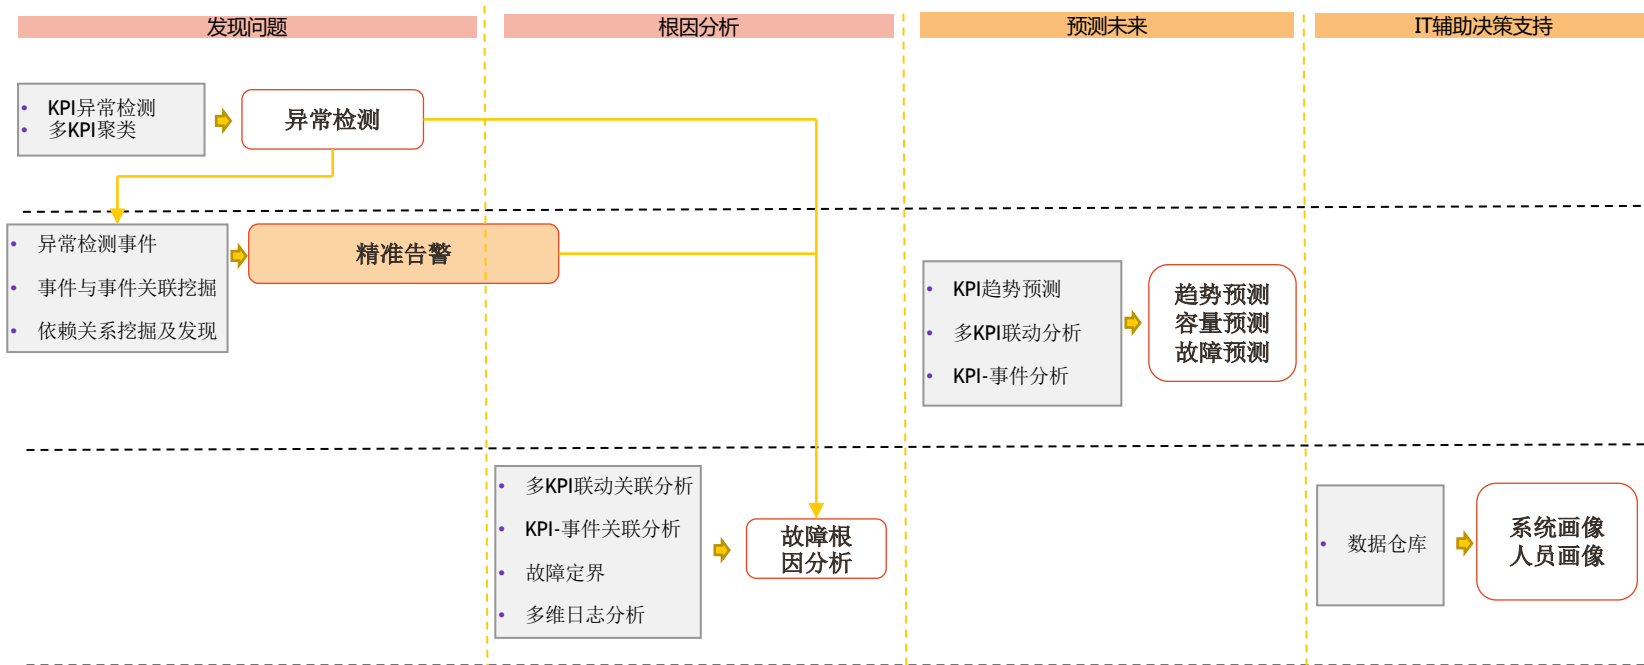 发现问题
根因分析
预测未来
IT辅助决策支持
KPI异常检测
多KPI聚类
异常检测
异常检测事件
事件与事件关联挖掘
依赖关系挖掘及发现
精准告警
KPI趋势预测
多KPI联动分析
KPI-事件分析
趋势预测
容量预测
故障预测
多KPI联动关联分析
KPI-事件关联分析
故障定界
多维日志分析
故障根
因分析
数据仓库
系统画像
人员画像